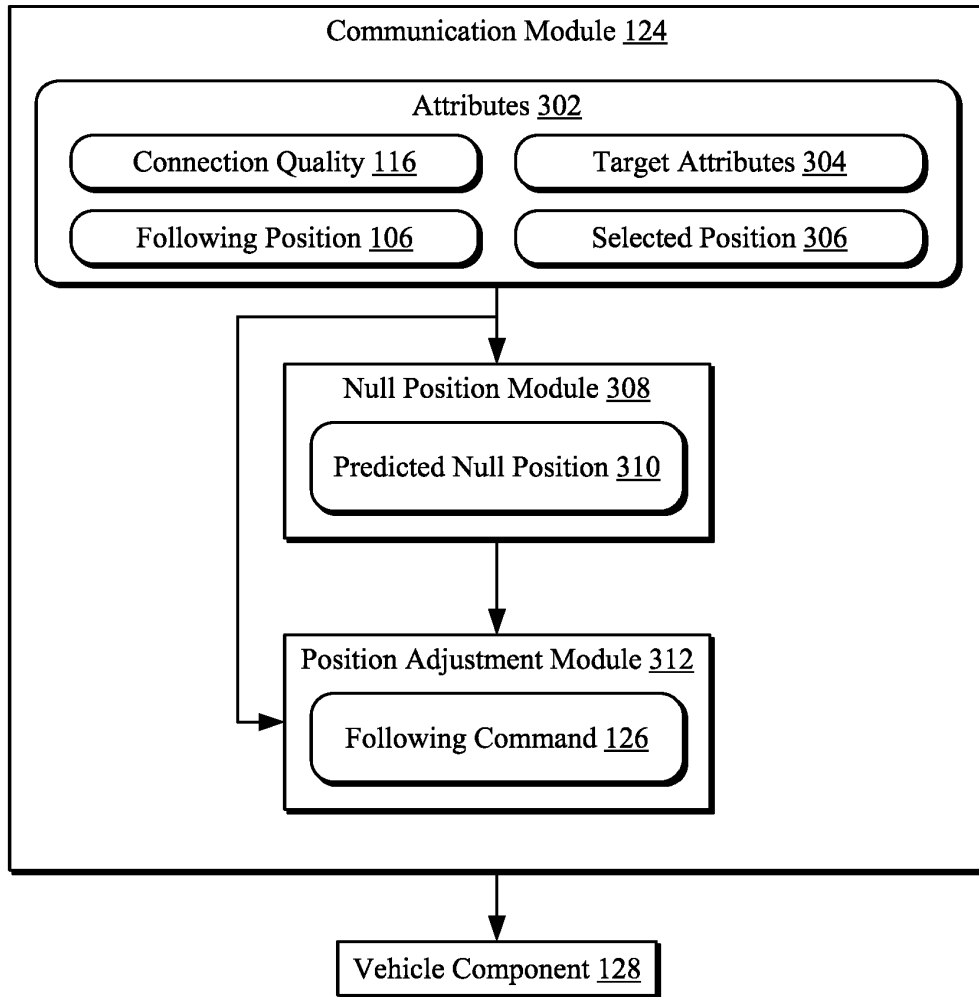 Communication Module 124
Attributes 302
Connection Quality 116
Target Attributes 304
Following Position 106
Selected Position 306
Null Position Module 308
Predicted Null Position 310
Position Adjustment Module 312
Following Command 126
Vehicle Component 128